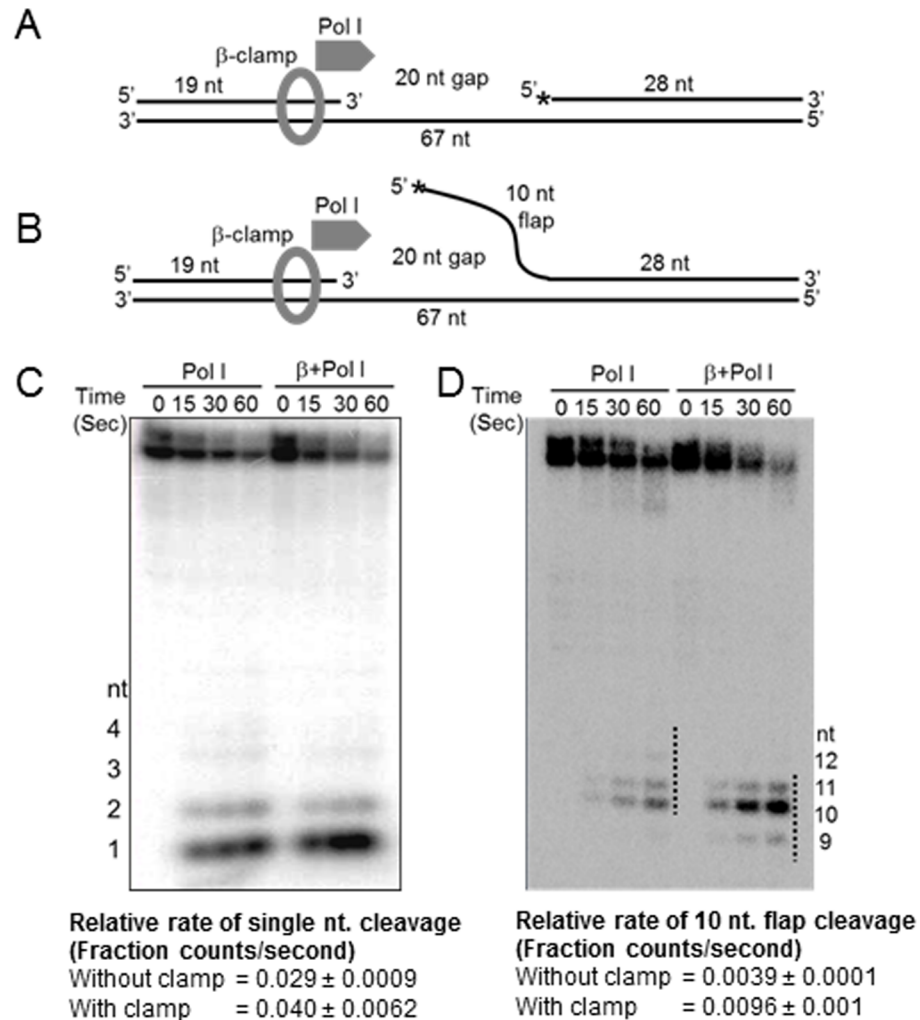 A
Pol I
β-clamp
20 nt gap
19 nt
5'
*
28 nt
5'
3'
3'
3'
5'
67 nt
5'
*
10 nt
flap
B
Pol I
β-clamp
20 nt gap
19 nt
28 nt
5'
3'
3'
3'
5'
67 nt
C
Pol I
β+Pol I
Time
(Sec)
0 15 30 60 0 15 30 60
nt
4
3
2
1
Relative rate of single nt. cleavage
(Fraction counts/second)
Without clamp = 0.029 ± 0.0009
With clamp = 0.040 ± 0.0062
D
Pol I
β+Pol I
Time
(Sec)
0 15 30 60 0 15 30 60
nt
12
11
10
9
Relative rate of 10 nt. flap cleavage
(Fraction counts/second)
Without clamp = 0.0039 ± 0.0001
With clamp = 0.0096 ± 0.001